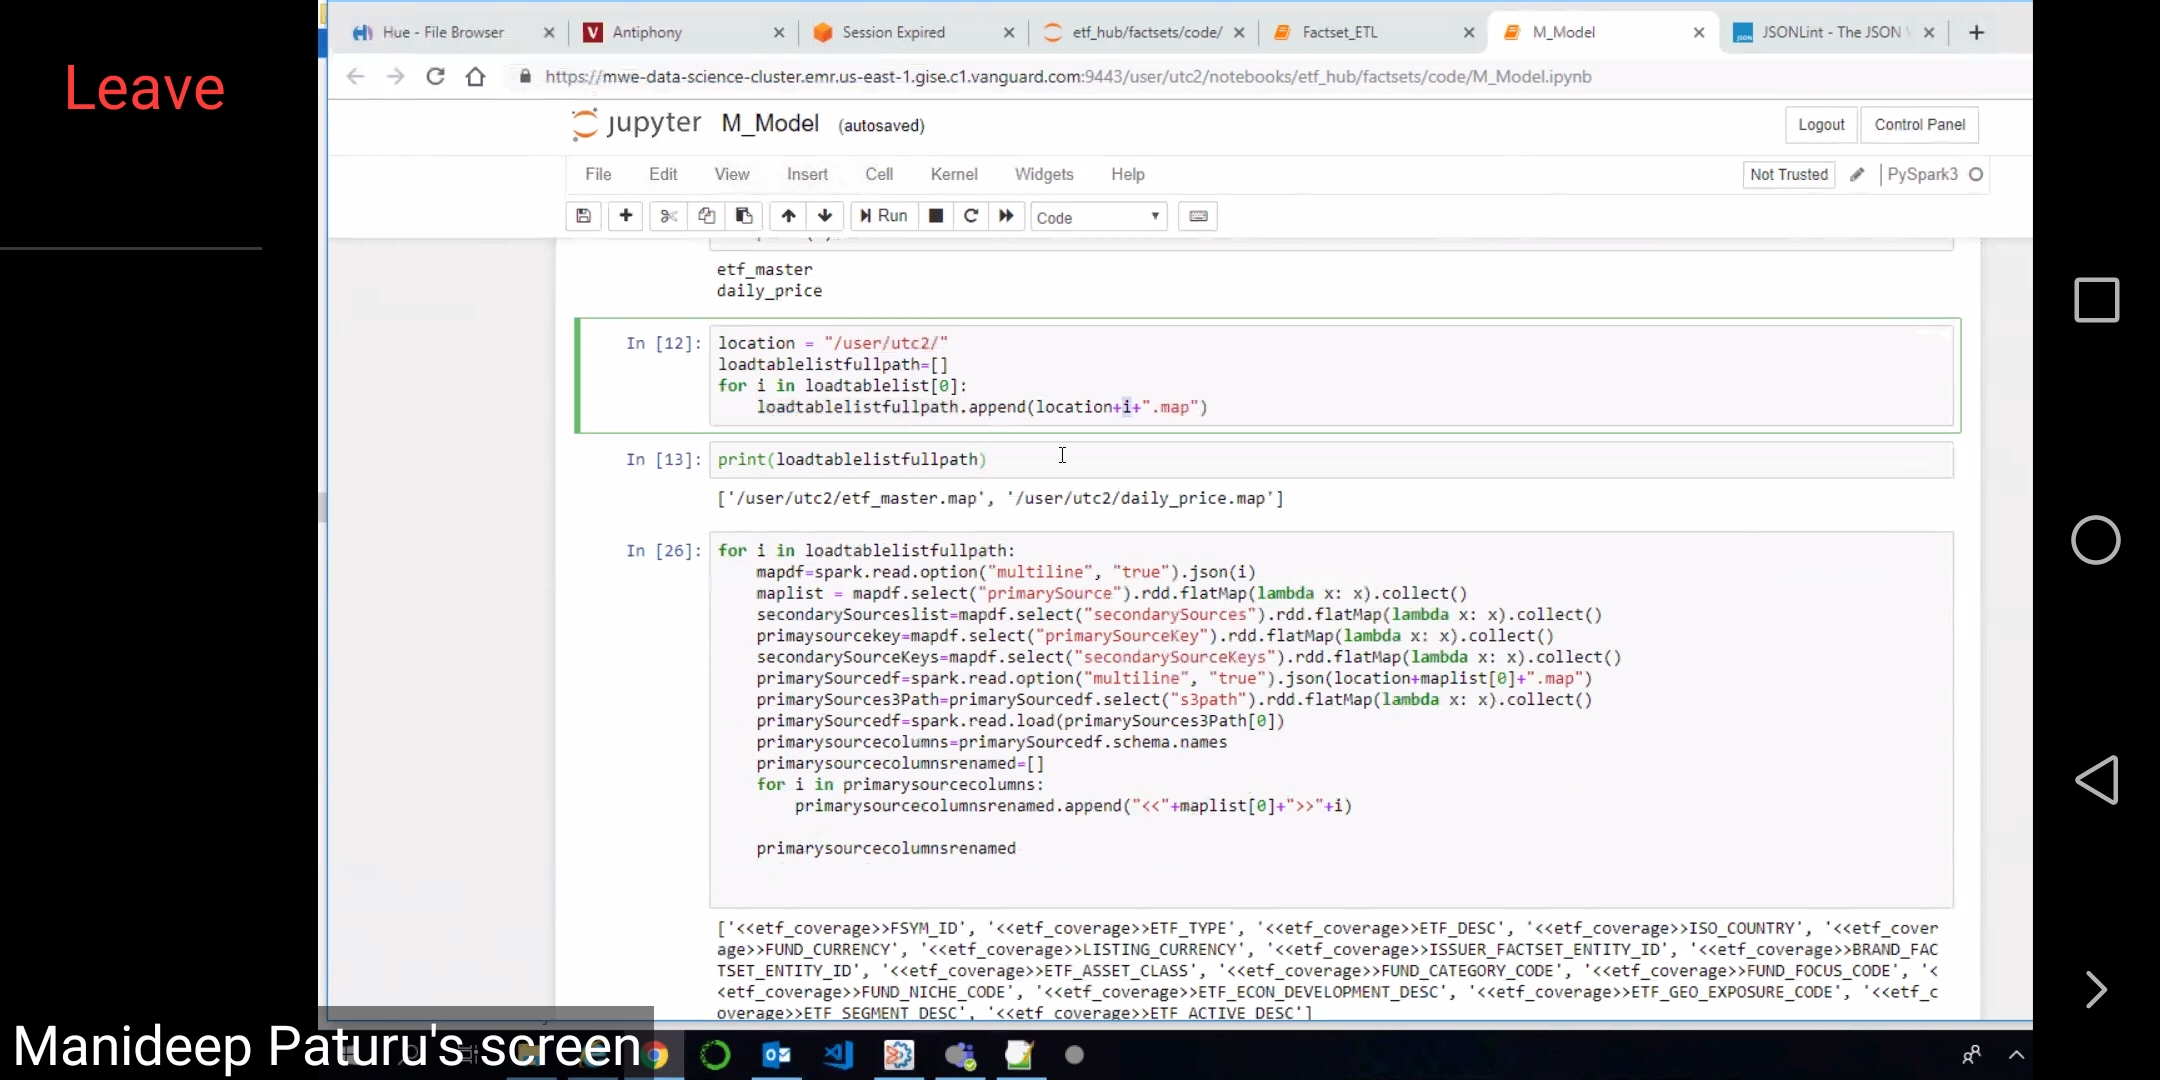 Leave
Hue - File Browser
Antiphony
Session Expired
etf_hub/factsets/code/
Factset_ETL
M_Model
JSONLint - The JSON
https://mwe-data-science-cluster.emr.us-east-1.gise.c1.vanguard.com:9443/user/utc2/notebooks/etf_hub/factsets/code/M_Model.ipynb
jupyter M_Model (autosaved)
Logout
Control Panel
File Edit View Insert Cell Kernel Widgets Help
Not Trusted
PySpark3
Run
Code
etf_master
daily_price
In [12]: location = "/user/utc2/"
loadtablelistfullpath=[]
for i in loadtablelist[0]:
    loadtablelistfullpath.append(location+i+".map")
In [13]: print(loadtablelistfullpath)
['/user/utc2/etf_master.map', '/user/utc2/daily_price.map']
In [26]: for i in loadtablelistfullpath:
    mapdf=spark.read.option("multiline", "true").json(i)
    maplist = mapdf.select("primarySource").rdd.flatMap(lambda x: x).collect()
    secondarySourceslist=mapdf.select("secondarySources").rdd.flatMap(lambda x: x).collect()
    primaysourcekey=mapdf.select("primarySourceKey").rdd.flatMap(lambda x: x).collect()
    secondarySourceKeys=mapdf.select("secondarySourceKeys").rdd.flatMap(lambda x: x).collect()
    primarySourcedf=spark.read.option("multiline", "true").json(location+maplist[0]+".map")
    primarySources3Path=primarySourcedf.select("s3path").rdd.flatMap(lambda x: x).collect()
    primarySourcedf=spark.read.load(primarySources3Path[0])
    primarysourcecolumns=primarySourcedf.schema.names
    primarysourcecolumnsrenamed=[]
    for i in primarysourcecolumns:
        primarysourcecolumnsrenamed.append("<<"+maplist[0]+">>"+i)
    primarysourcecolumnsrenamed
['<<etf_coverage>>FSYM_ID', '<<etf_coverage>>ETF_TYPE', '<<etf_coverage>>ETF_DESC', '<<etf_coverage>>ISO_COUNTRY', '<<etf_cover
age>>FUND_CURRENCY', '<<etf_coverage>>LISTING_CURRENCY', '<<etf_coverage>>ISSUER_FACTSET_ENTITY_ID', '<<etf_coverage>>BRAND_FAC
TSET_ENTITY_ID', '<<etf_coverage>>ETF_ASSET_CLASS', '<<etf_coverage>>FUND_CATEGORY_CODE', '<<etf_coverage>>FUND_FOCUS_CODE', '<
<etf_coverage>>FUND_NICHE_CODE', '<<etf_coverage>>ETF_ECON_DEVELOPMENT_DESC', '<<etf_coverage>>ETF_GEO_EXPOSURE_CODE', '<<etf_c
overage>>ETF_SEGMENT_DESC', '<<etf_coverage>>ETF_ACTIVE_DESC']
Manideep Paturu's screen